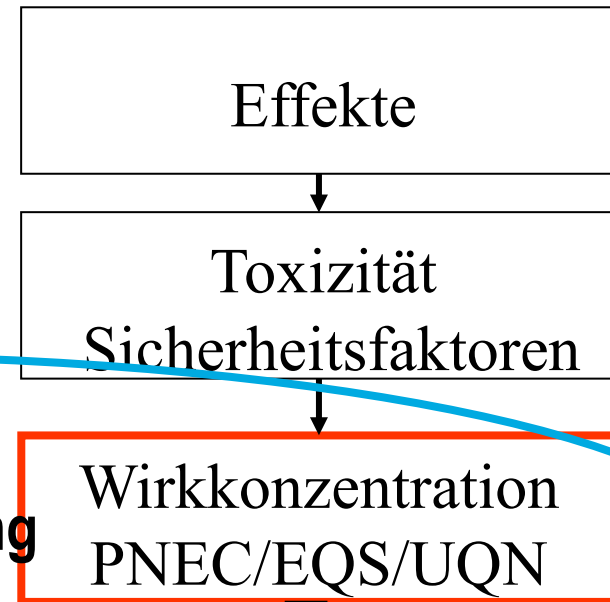 Effekte
Toxizität
Sicherheitsfaktoren
Wirkkonzentration
PNEC/EQS/UQN